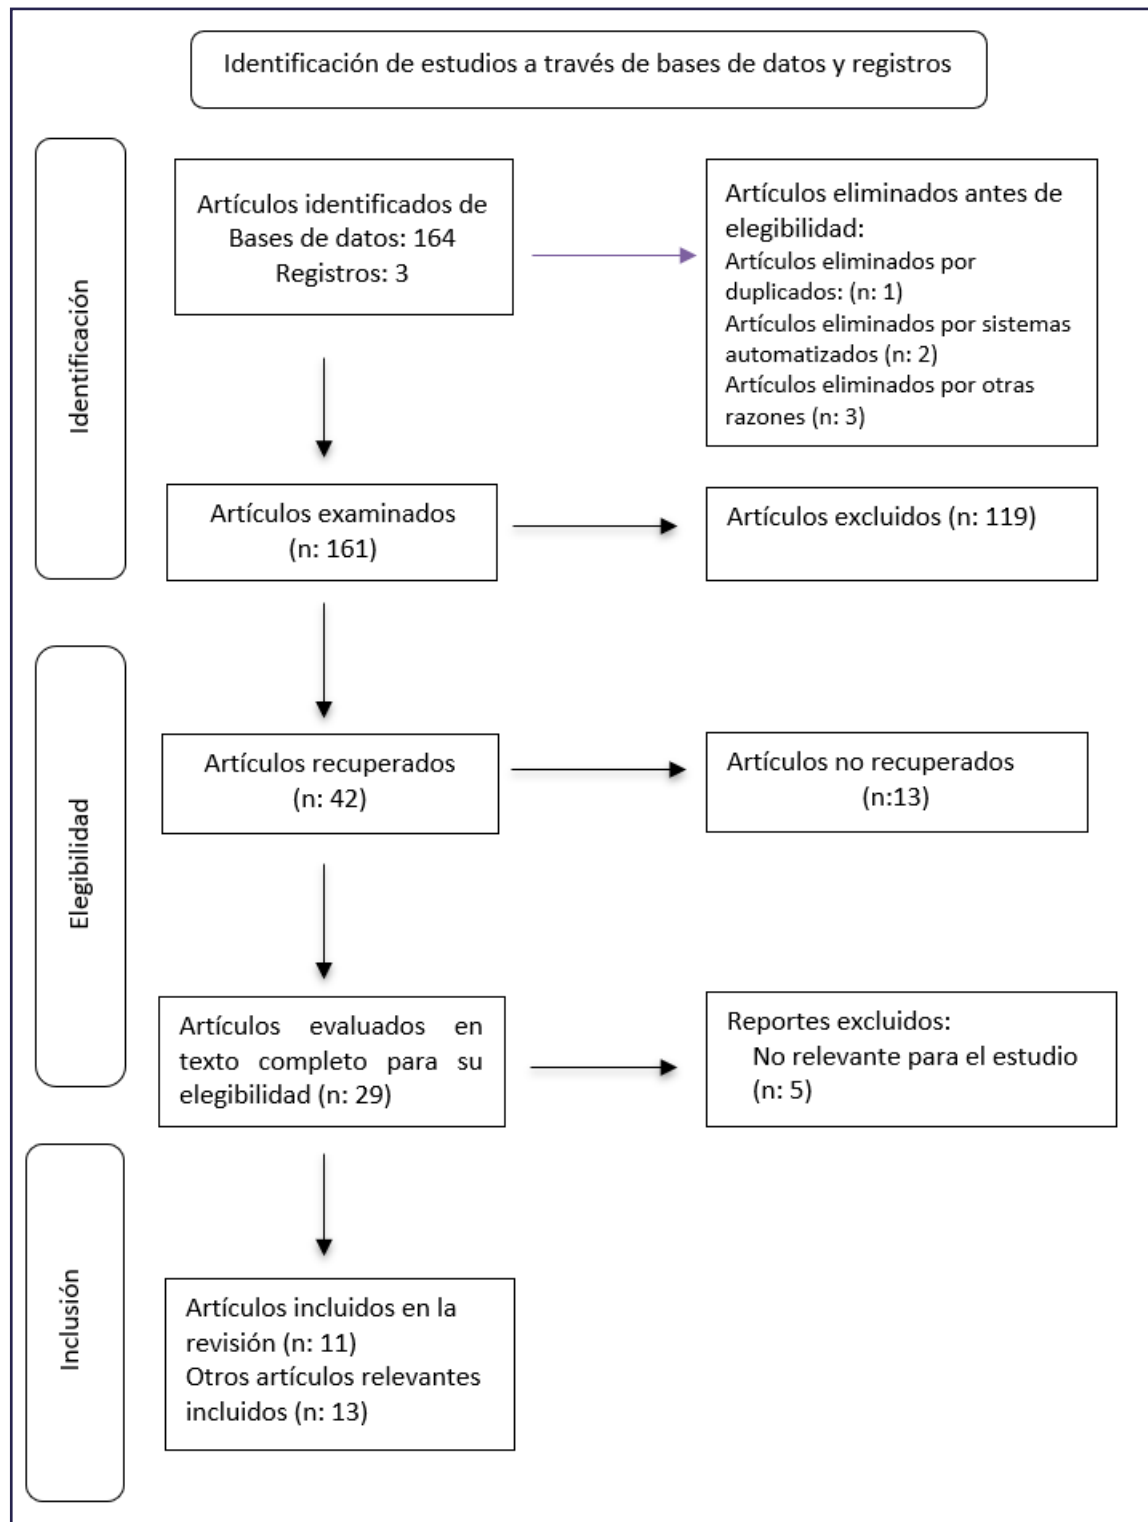 Identificación de estudios a través de bases de datos y registros
Identificación
Artículos identificados de
Bases de datos: 164
Registros: 3
Artículos eliminados antes de
elegibilidad:
Artículos eliminados por
duplicados: (n: 1)
Artículos eliminados por sistemas
automatizados (n: 2)
Artículos eliminados por otras
razones (n: 3)
Artículos examinados
(n: 161)
Artículos excluidos (n: 119)
Elegibilidad
Artículos recuperados
(n: 42)
Artículos no recuperados
(n:13)
Artículos evaluados en
texto completo para su
elegibilidad (n: 29)
Reportes excluidos:
No relevante para el estudio
(n: 5)
Inclusión
Artículos incluidos en la
revisión (n: 11)
Otros artículos relevantes
incluidos (n: 13)